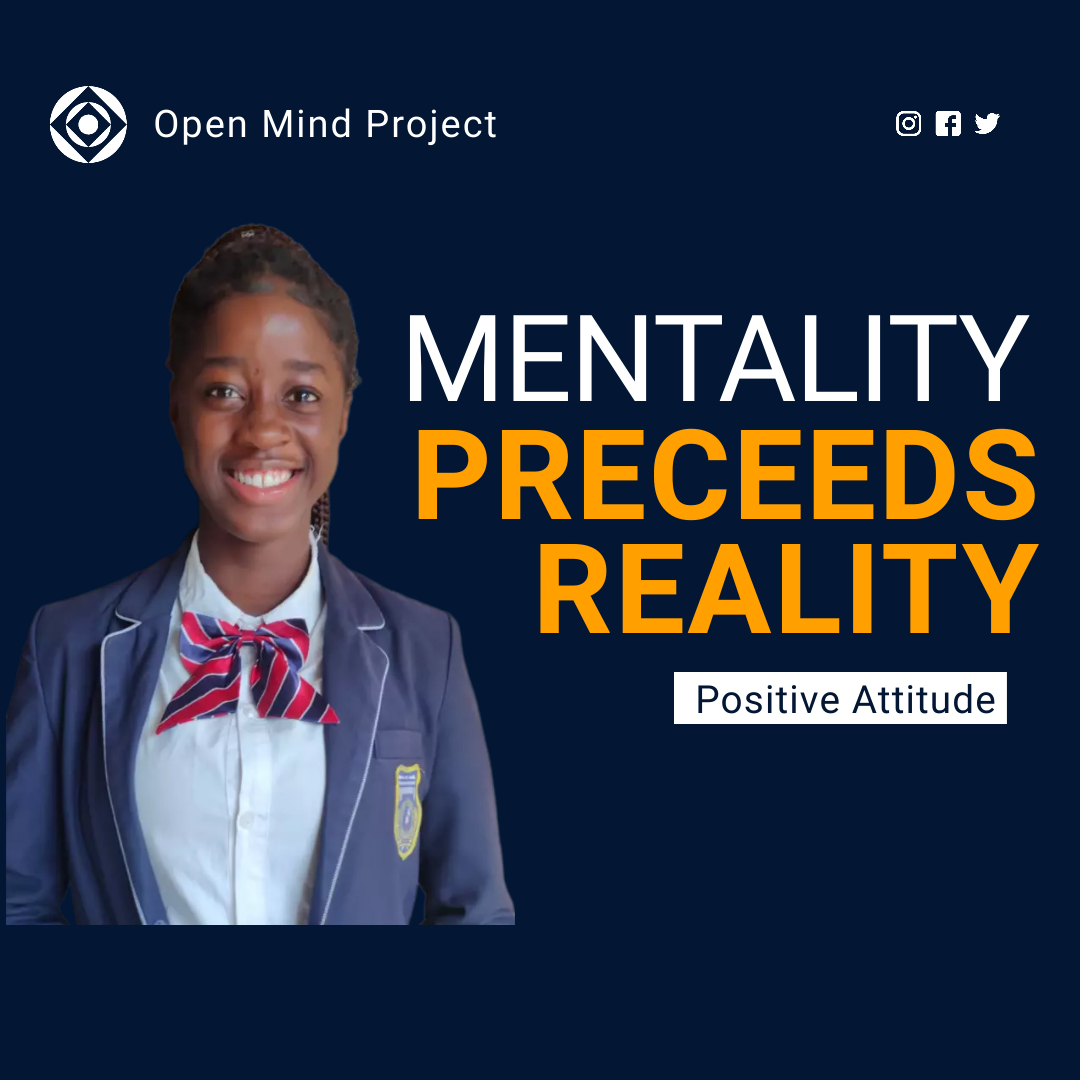 Open Mind Project
MENTALITY
PRECEEDS
REALITY
Positive Attitude